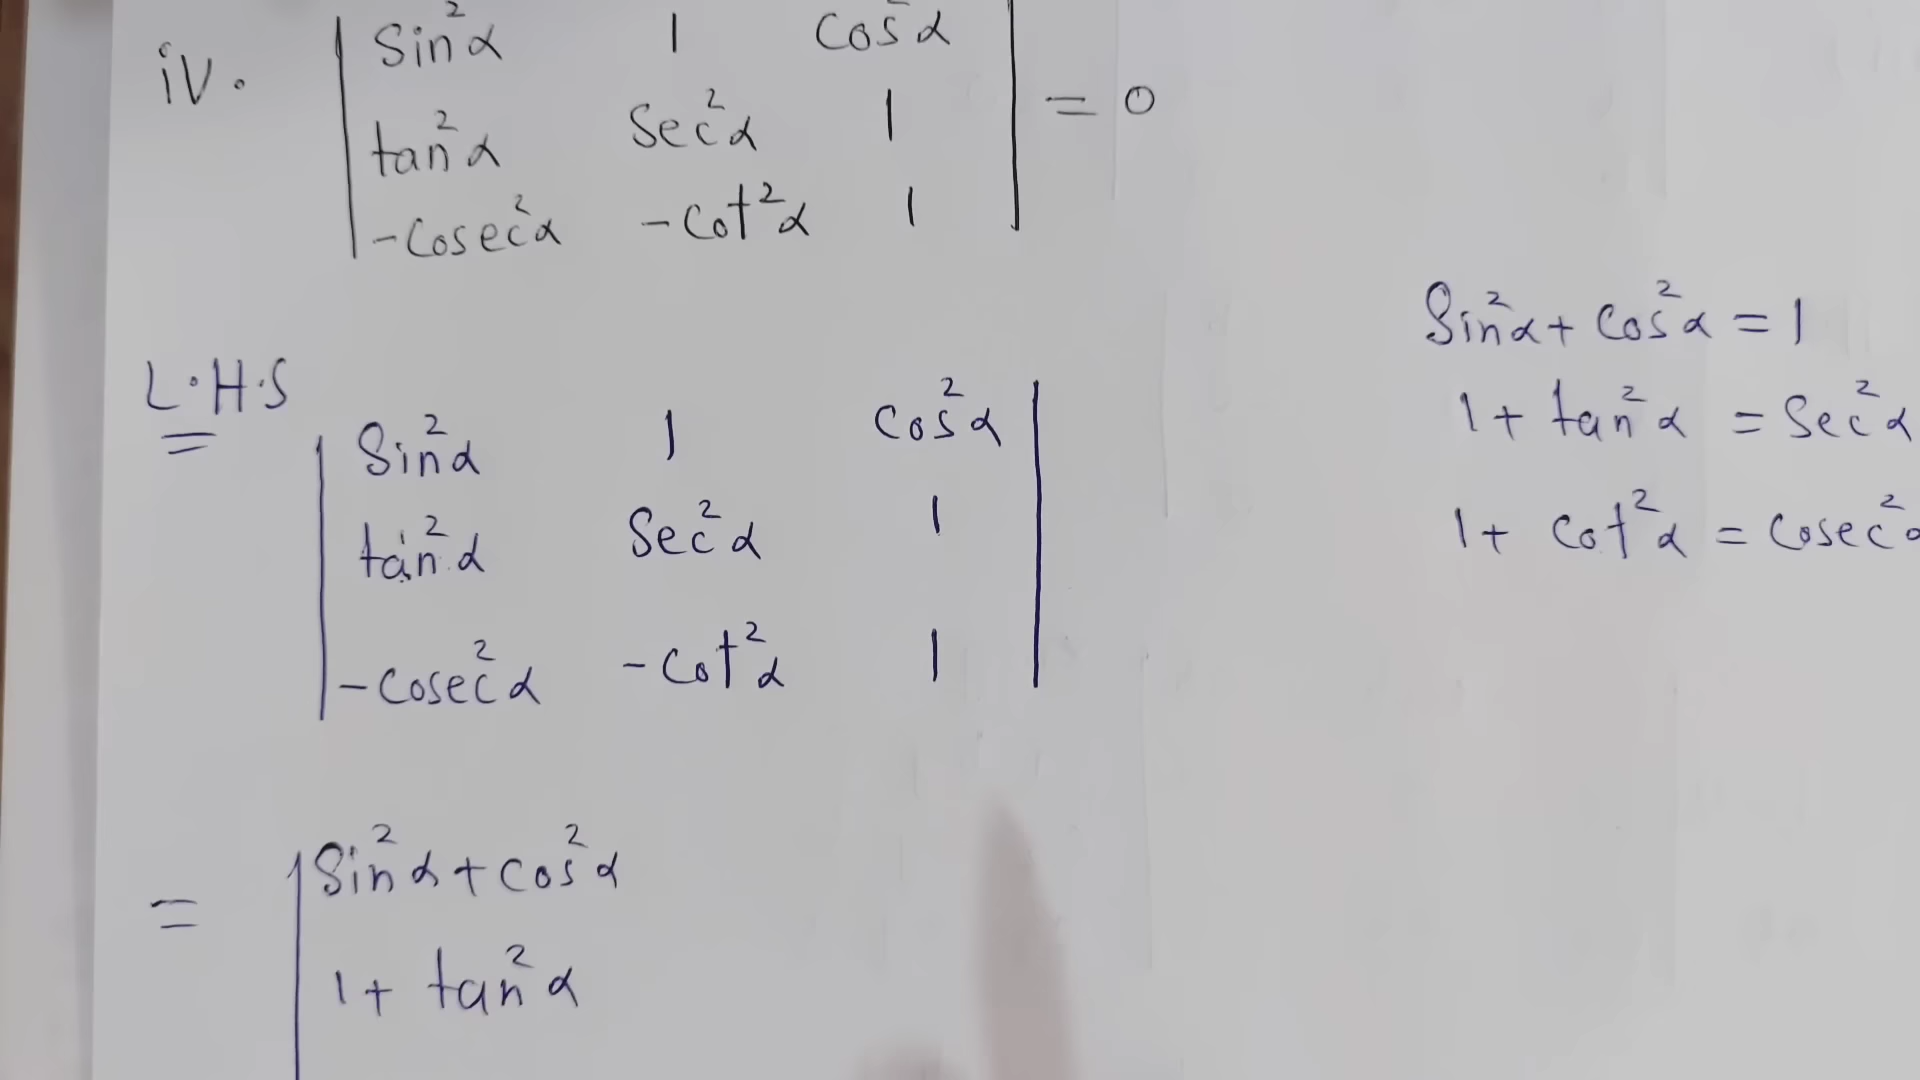 iv. | sin²α 1 cos²α |
| tan²α sec²α 1 | = 0
| -cosec²α -cot²α 1 |
sin²α + cos²α = 1
1 + tan²α = sec²α
1 + cot²α = cosec²α
L.H.S
| sin²α 1 cos²α |
| tan²α sec²α 1 |
| -cosec²α -cot²α 1 |
= | sin²α + cos²α
1 + tan²α